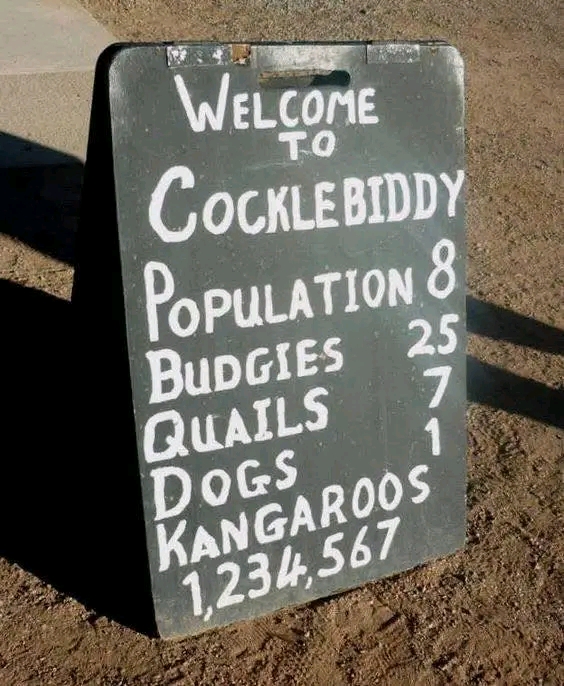 WELCOME
TO
COCKLEBIDDY
POPULATION 8
BUDGIES 25
QUAILS 7
DOGS 1
KANGAROOS
1,234,567